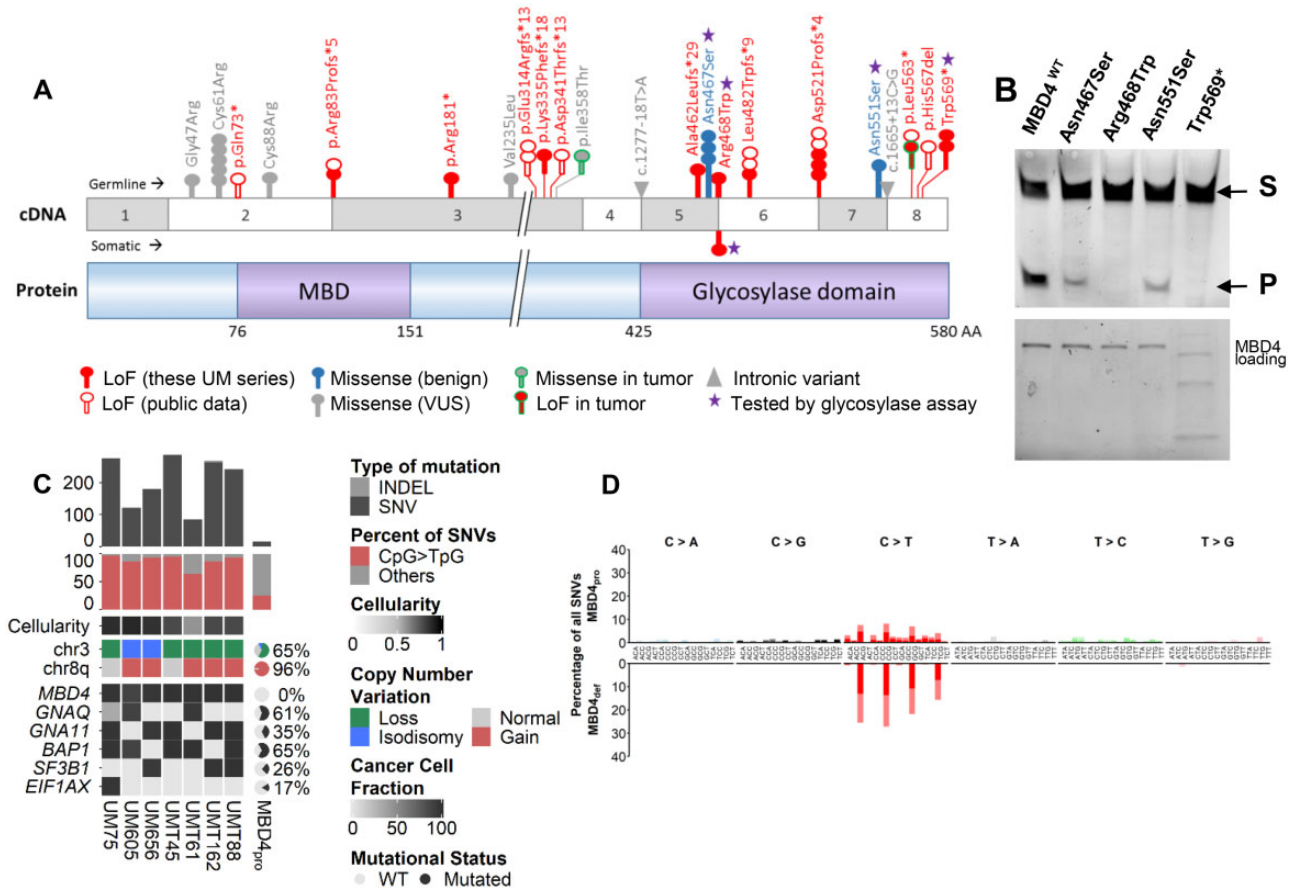 A
Gly47Arg
Cys61Arg
p.Gln73*
Cys88Arg
p.Arg83Profs*5
p.Arg181*
Val235Leu
p.Glu314Argfs*13
p.Lys335Phefs*18
p.Asp341Thrfs*13
p.Ile358Thr
c.1277-18T>A
Ala462Leufs*29
Asn467Ser
Arg468Trp
Leu482Trpfs*9
Asp521Profs*4
Asn551Ser
c.1665+13C>G
p.Leu563*
p.His567del
Trp569*
Germline →
cDNA
1 2 3 4 5 6 7 8
Somatic →
Protein
MBD
Glycosylase domain
76 151 425 580 AA
LoF (these UM series)
Missense (benign)
Missense in tumor
Intronic variant
LoF (public data)
Missense (VUS)
LoF in tumor
Tested by glycosylase assay
B
MBD4 WT
Asn467Ser
Arg468Trp
Asn551Ser
Trp569*
S
P
MBD4
loading
C
200
100
0
100
50
0
Cellularity
chr3 65%
chr8q 96%
MBD4 0%
GNAQ 61%
GNA11 35%
BAP1 65%
SF3B1 26%
EIF1AX 17%
UM75
UM605
UM656
UMT45
UMT61
UMT162
UMT88
MBD4pro
Type of mutation
INDEL
SNV
Percent of SNVs
CpG>TpG
Others
Cellularity
0 0.5 1
Copy Number
Variation
Loss Normal
Isodisomy Gain
Cancer Cell
Fraction
0 100
Mutational Status
WT Mutated
D
C > A C > G C > T T > A T > C T > G
Percentage of all SNVs
MBD4def MBD4pro
40
20
0
20
40